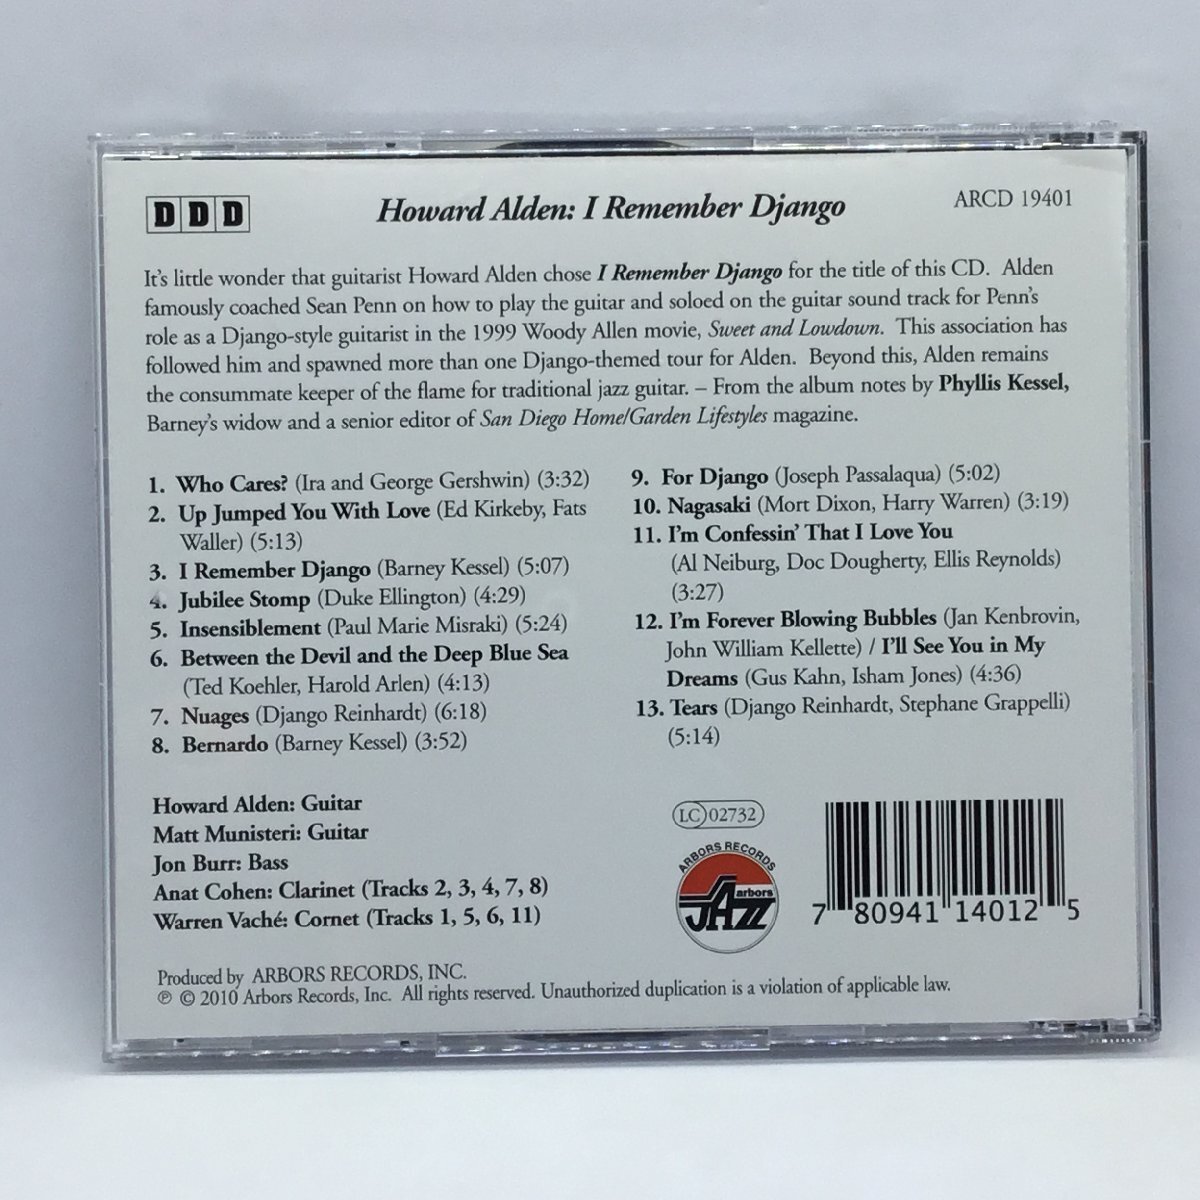 DDD
Howard Alden: I Remember Django
ARCD 19401
It's little wonder that guitarist Howard Alden chose I Remember Django for the title of this CD. Alden
famously coached Sean Penn on how to play the guitar and soloed on the guitar sound track for Penn's
role as a Django-style guitarist in the 1999 Woody Allen movie, Sweet and Lowdown. This association has
followed him and spawned more than one Django-themed tour for Alden. Beyond this, Alden remains
the consummate keeper of the flame for traditional jazz guitar. – From the album notes by Phyllis Kessel,
Barney's widow and a senior editor of San Diego Home/Garden Lifestyles magazine.
1. Who Cares? (Ira and George Gershwin) (3:32)
2. Up Jumped You With Love (Ed Kirkeby, Fats
Waller) (5:13)
3. I Remember Django (Barney Kessel) (5:07)
4. Jubilee Stomp (Duke Ellington) (4:29)
5. Insensiblement (Paul Marie Misraki) (5:24)
6. Between the Devil and the Deep Blue Sea
(Ted Koehler, Harold Arlen) (4:13)
7. Nuages (Django Reinhardt) (6:18)
8. Bernardo (Barney Kessel) (3:52)
9. For Django (Joseph Passalaqua) (5:02)
10. Nagasaki (Mort Dixon, Harry Warren) (3:19)
11. I'm Confessin' That I Love You
(Al Neiburg, Doc Dougherty, Ellis Reynolds)
(3:27)
12. I'm Forever Blowing Bubbles (Jan Kenbrovin,
John William Kellette) / I'll See You in My
Dreams (Gus Kahn, Isham Jones) (4:36)
13. Tears (Django Reinhardt, Stephane Grappelli)
(5:14)
Howard Alden: Guitar
Matt Munisteri: Guitar
Jon Burr: Bass
Anat Cohen: Clarinet (Tracks 2, 3, 4, 7, 8)
Warren Vaché: Cornet (Tracks 1, 5, 6, 11)
LC 02732
ARBORS RECORDS
arbors
JAZZ
7 80941 14012 5
Produced by ARBORS RECORDS, INC.
℗ © 2010 Arbors Records, Inc. All rights reserved. Unauthorized duplication is a violation of applicable law.